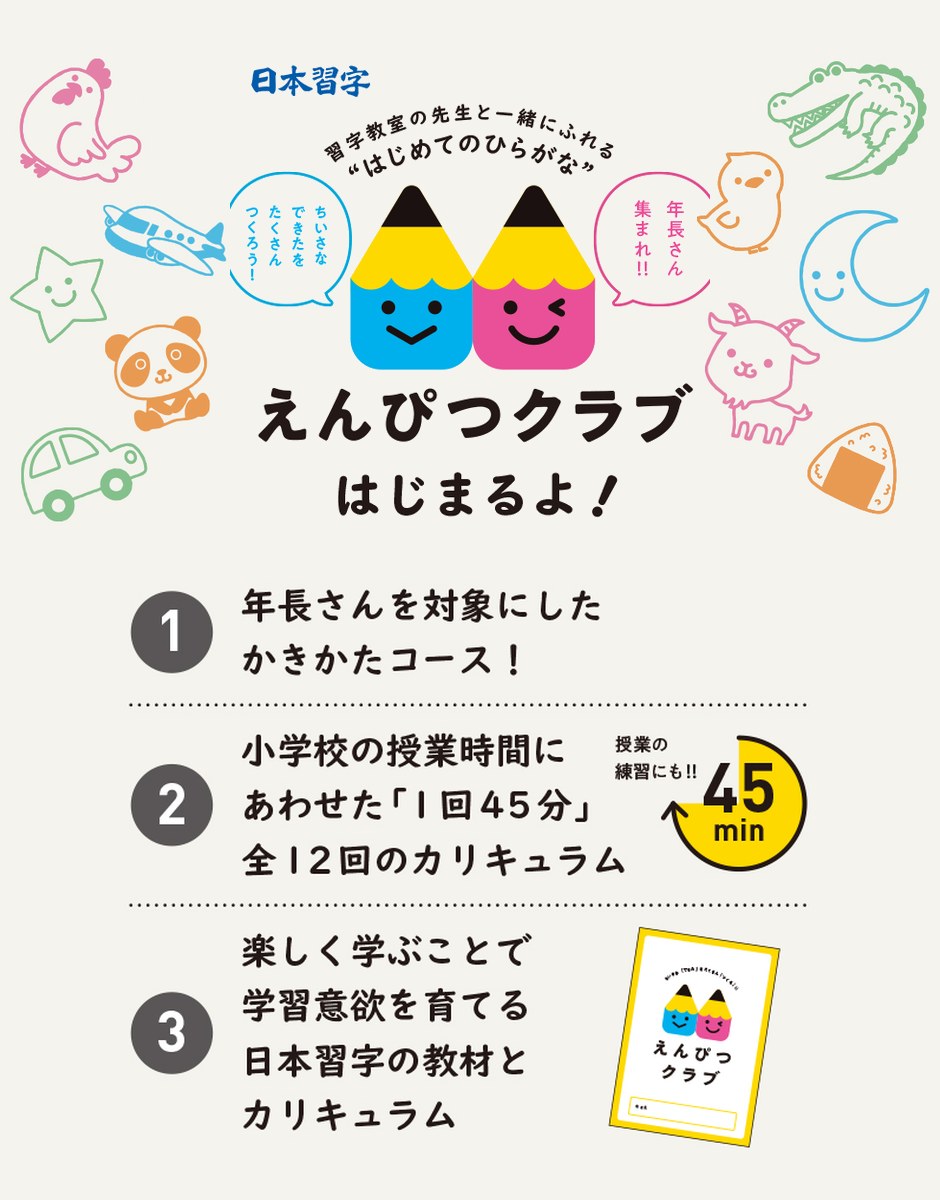 日本習字
習字教室の先生と一緒にふれる
“はじめてのひらがな”
ちいさな
できたを
たくさん
つくろう！
年長さん
集まれ!!
えんぴつクラブ
はじまるよ！
1
年長さんを対象にした
かきかたコース！
2
小学校の授業時間に
あわせた「1回45分」
全12回のカリキュラム
授業の
練習にも!!
45
min
3
楽しく学ぶことで
学習意欲を育てる
日本習字の教材と
カリキュラム
えんぴつ
クラブ